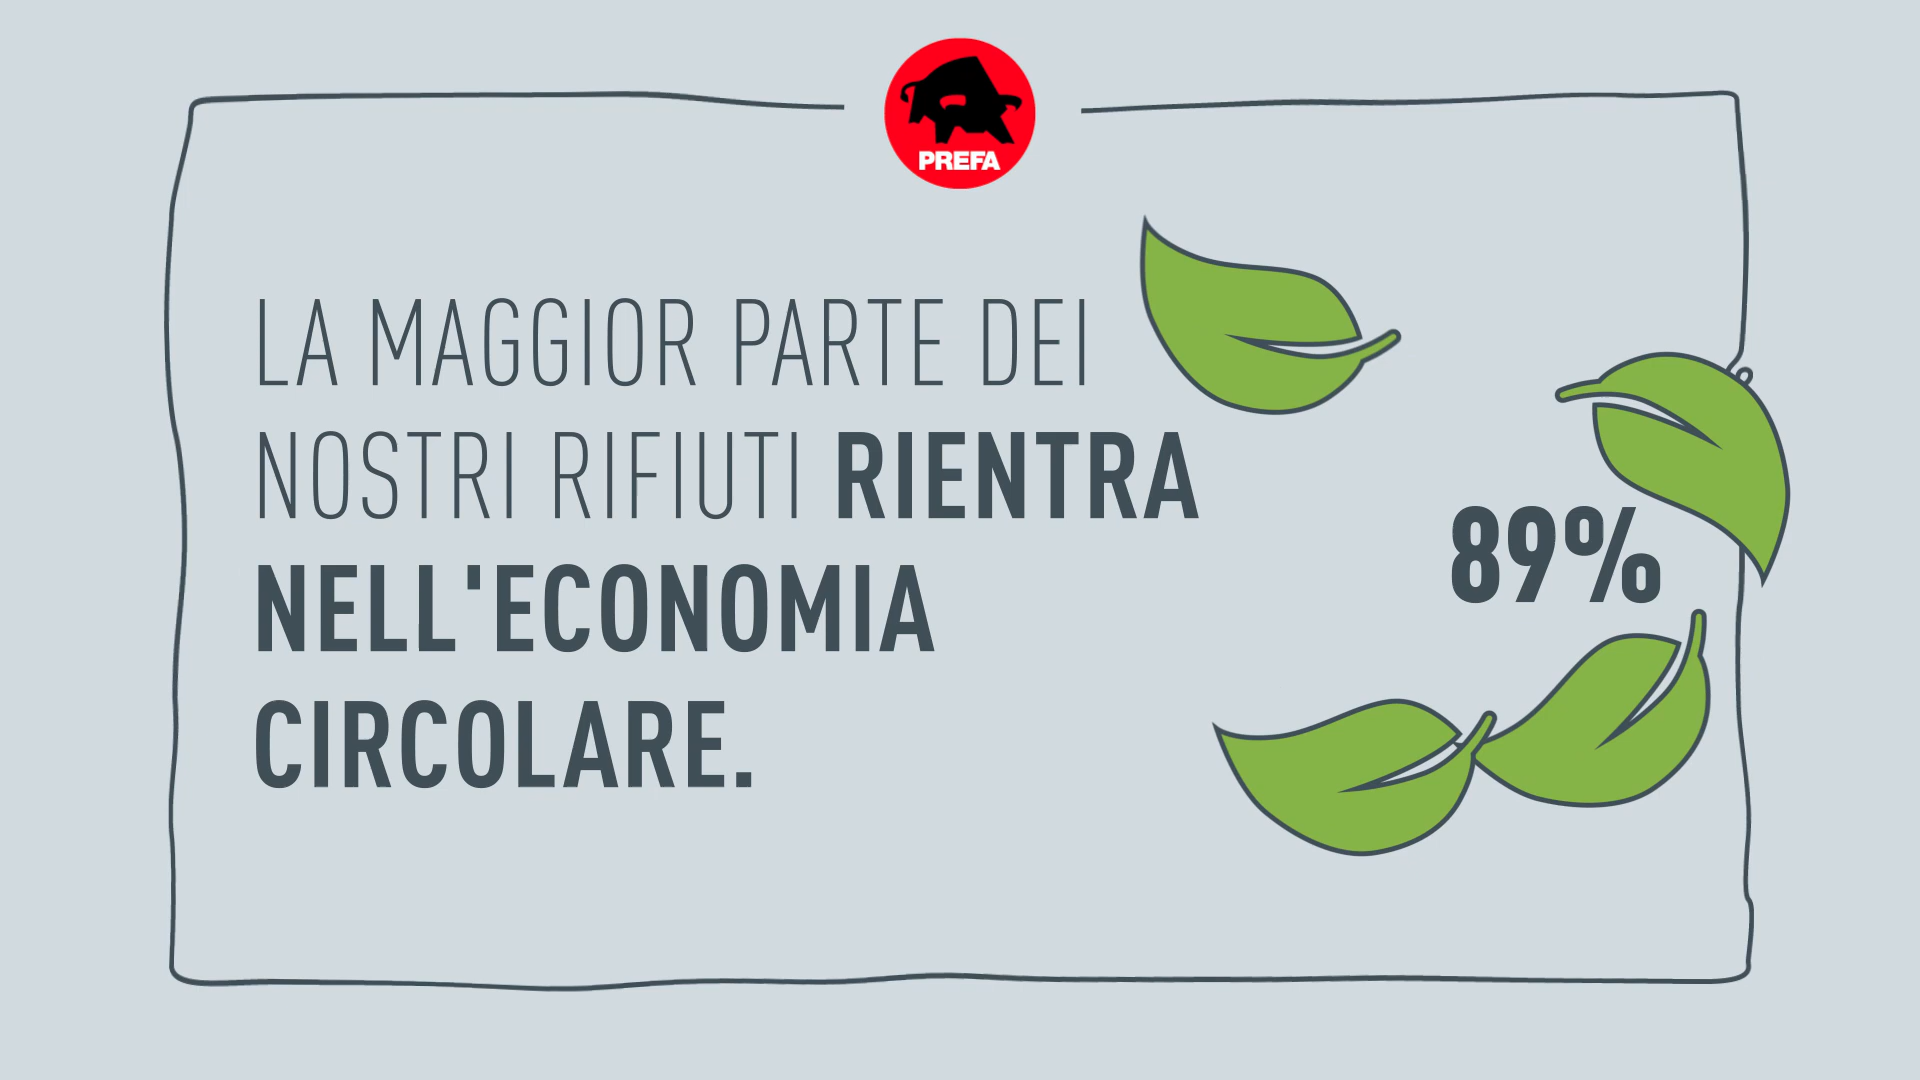 PREFA
LA MAGGIOR PARTE DEI
NOSTRI RIFIUTI RIENTRA
NELL'ECONOMIA
CIRCOLARE.
89%